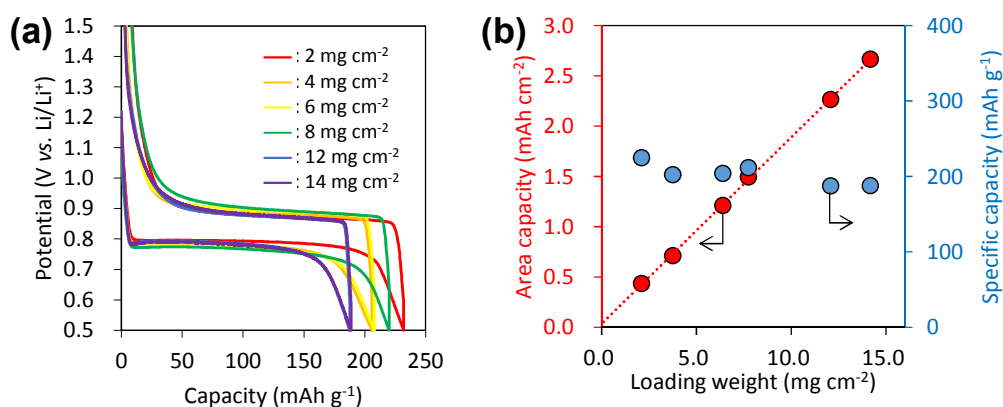 (a)
Potential (V vs. Li/Li⁺)
1.5
1.4
1.3
1.2
1.1
1.0
0.9
0.8
0.7
0.6
0.5
: 2 mg cm⁻²
: 4 mg cm⁻²
: 6 mg cm⁻²
: 8 mg cm⁻²
: 12 mg cm⁻²
: 14 mg cm⁻²
0 50 100 150 200 250
Capacity (mAh g⁻¹)
(b)
Area capacity (mAh cm⁻²)
3.0
2.5
2.0
1.5
1.0
0.5
0.0
0.0 5.0 10.0 15.0
Loading weight (mg cm⁻²)
400
300
200
100
0
Specific capacity (mAh g⁻¹)